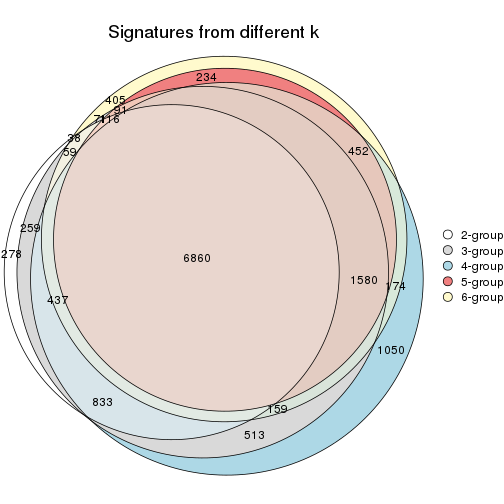 Signatures from different k
234
405
91
116
38
59
452
259
278
6860
1580
174
437
1050
833
159
513
2-group
3-group
4-group
5-group
6-group